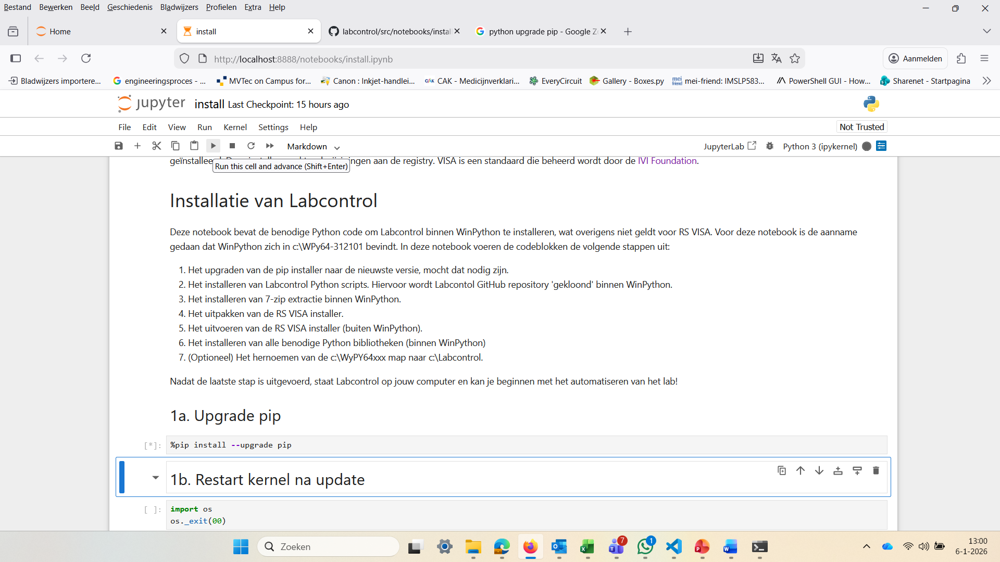 Bestand Bewerken Beeld Geschiedenis Bladwijzers Profielen Extra Help
Home
install
labcontrol/src/notebooks/instal
python upgrade pip - Google Z
http://localhost:8888/notebooks/install.ipynb
Aanmelden
Bladwijzers importere...
engineeringsproces - ...
MVTec on Campus for...
Canon : Inkjet-handlei...
CAK - Medicijnverklari...
EveryCircuit
Gallery - Boxes.py
mei-friend: IMSLP583...
PowerShell GUI - How...
Sharenet - Startpagina
jupyter install Last Checkpoint: 15 hours ago
File Edit View Run Kernel Settings Help
Not Trusted
Markdown
JupyterLab
Python 3 (ipykernel)
geïnstallee ingen aan de registry. VISA is een standaard die beheerd wordt door de IVI Foundation.
Run this cell and advance (Shift+Enter)
Installatie van Labcontrol
Deze notebook bevat de benodige Python code om Labcontrol binnen WinPython te installeren, wat overigens niet geldt voor RS VISA. Voor deze notebook is de aanname
gedaan dat WinPython zich in c:\WPy64-312101 bevindt. In deze notebook voeren de codeblokken de volgende stappen uit:
1. Het upgraden van de pip installer naar de nieuwste versie, mocht dat nodig zijn.
2. Het installeren van Labcontrol Python scripts. Hiervoor wordt Labcontol GitHub repository 'gekloond' binnen WinPython.
3. Het installeren van 7-zip extractie binnen WinPython.
4. Het uitpakken van de RS VISA installer.
5. Het uitvoeren van de RS VISA installer (buiten WinPython).
6. Het installeren van alle benodige Python bibliotheken (binnen WinPython)
7. (Optioneel) Het hernoemen van de c:\WyPY64xxx map naar c:\Labcontrol.
Nadat de laatste stap is uitgevoerd, staat Labcontrol op jouw computer en kan je beginnen met het automatiseren van het lab!
1a. Upgrade pip
[*]: %pip install --upgrade pip
1b. Restart kernel na update
[ ]: import os
os._exit(00)
Zoeken
7
1
13:00
6-1-2026